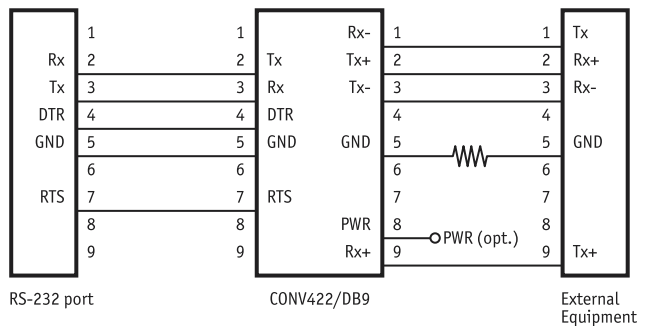 1 1 Rx- 1 1 Tx
Rx 2 2 Tx Tx+ 2 2 Rx+
Tx 3 3 Rx Tx- 3 3 Rx-
DTR 4 4 DTR 4 4
GND 5 5 GND GND 5 5 GND
6 6 6 6
RTS 7 7 RTS 7 7
8 8 PWR 8 PWR (opt.) 8
9 9 Rx+ 9 9 Tx+
RS-232 port CONV422/DB9 External
Equipment